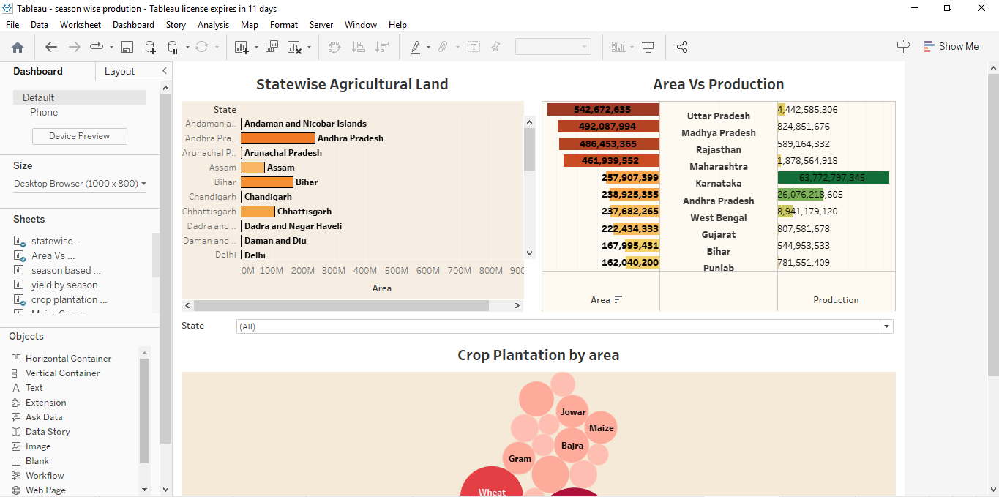 Tableau - season wise prodution - Tableau license expires in 11 days
File Data Worksheet Dashboard Story Analysis Map Format Server Window Help
Show Me
Dashboard Layout
Default
Phone
Device Preview
Size
Desktop Browser (1000 x 800)
Sheets
statewise ...
Area Vs ...
season based ...
yield by season
crop plantation ...
Major Crops
Objects
Horizontal Container
Vertical Container
Text
Extension
Ask Data
Data Story
Image
Blank
Workflow
Web Page
Statewise Agricultural Land
State
Andaman a.. Andaman and Nicobar Islands
Andhra Pra.. Andhra Pradesh
Arunachal P.. Arunachal Pradesh
Assam Assam
Bihar Bihar
Chandigarh Chandigarh
Chhattisgarh Chhattisgarh
Dadra and .. Dadra and Nagar Haveli
Daman and .. Daman and Diu
Delhi Delhi
0M 100M 200M 300M 400M 500M 600M 700M 800M 900
Area
Area Vs Production
542,672,635 Uttar Pradesh 4,442,585,306
492,087,994 Madhya Pradesh 824,851,676
486,453,365 Rajasthan 589,164,332
461,939,552 Maharashtra 1,878,564,918
257,907,399 Karnataka 63,772,797,345
238,925,335 Andhra Pradesh 26,076,218,605
237,682,265 West Bengal 8,941,179,120
222,434,333 Gujarat 807,581,678
167,995,431 Bihar 544,953,533
162,040,200 Punjab 781,551,409
Area Production
State (All)
Crop Plantation by area
Jowar
Maize
Bajra
Gram
Wheat